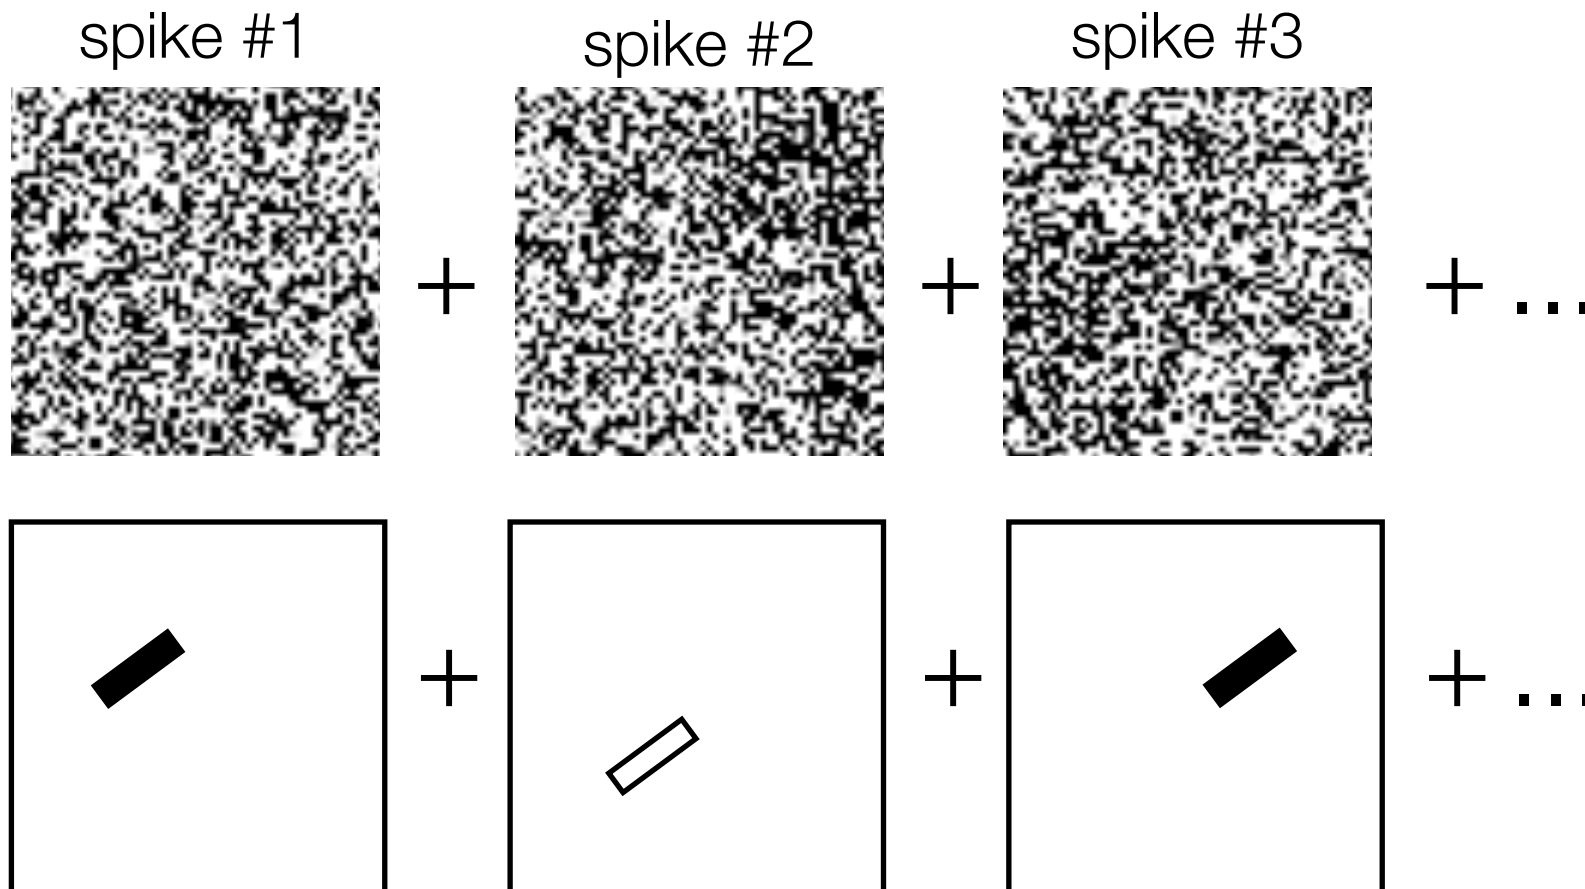 spike #1
spike #2
spike #3
+ + + ...
+ + + ...